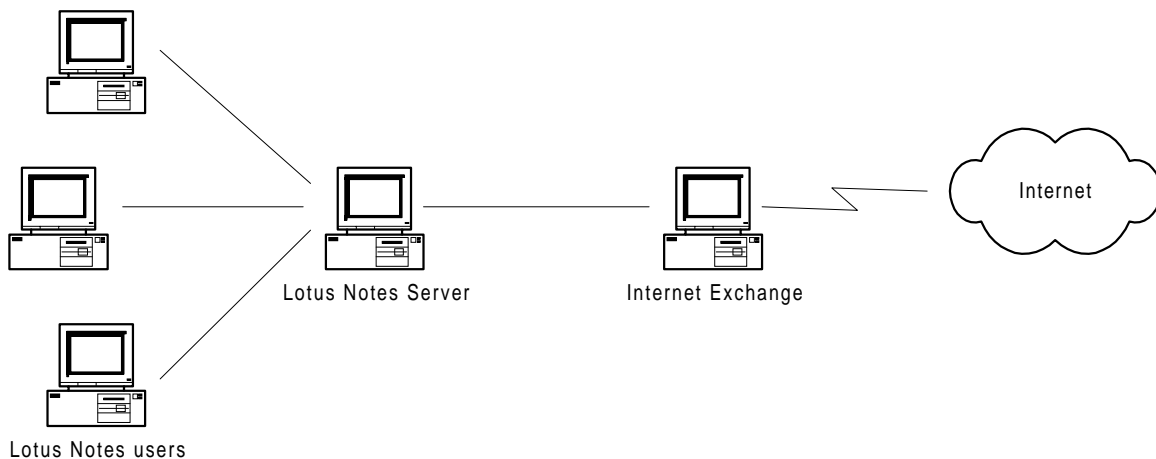 Internet
Lotus Notes Server
Internet Exchange
Lotus Notes users